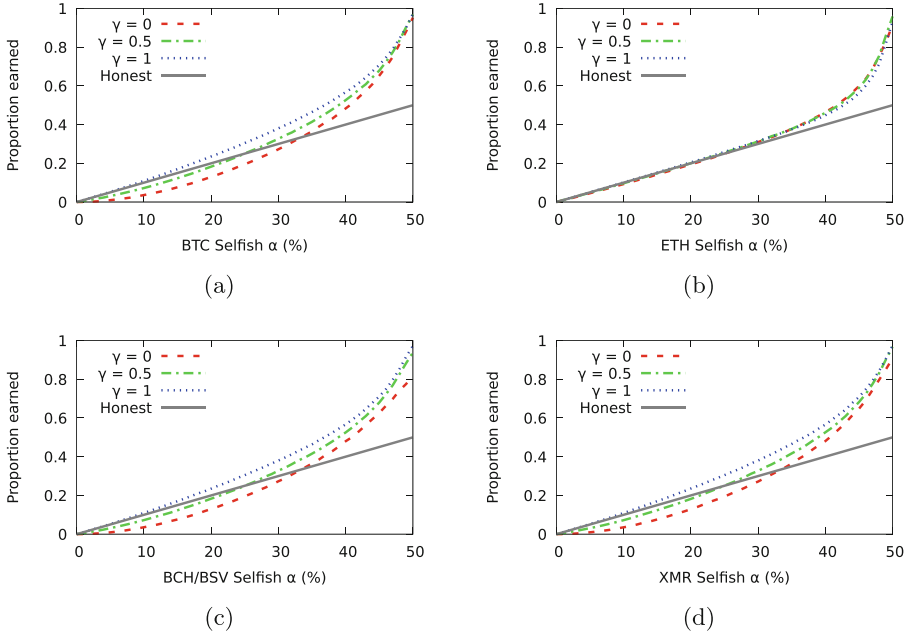 1
0.8
0.6
0.4
0.2
0
Proportion earned
γ = 0
γ = 0.5
γ = 1
Honest
0 10 20 30 40 50
BTC Selfish α (%)
(a)
1
0.8
0.6
0.4
0.2
0
Proportion earned
γ = 0
γ = 0.5
γ = 1
Honest
0 10 20 30 40 50
ETH Selfish α (%)
(b)
1
0.8
0.6
0.4
0.2
0
Proportion earned
γ = 0
γ = 0.5
γ = 1
Honest
0 10 20 30 40 50
BCH/BSV Selfish α (%)
(c)
1
0.8
0.6
0.4
0.2
0
Proportion earned
γ = 0
γ = 0.5
γ = 1
Honest
0 10 20 30 40 50
XMR Selfish α (%)
(d)